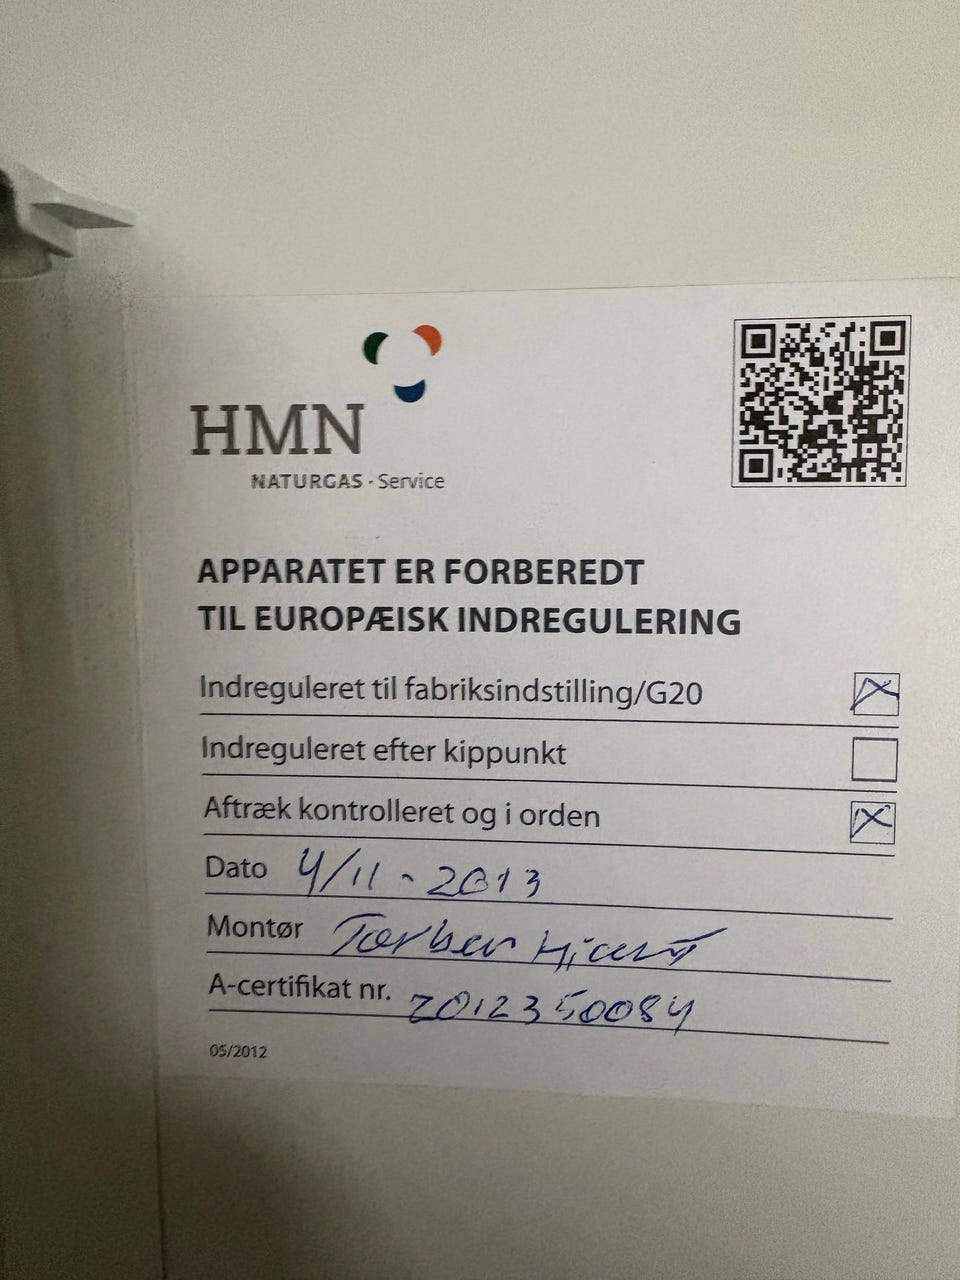 HMN
NATURGAS - Service
APPARATET ER FORBEREDT
TIL EUROPÆISK INDREGULERING
Indreguleret til fabriksindstilling/G20
Indreguleret efter kippunkt
Aftræk kontrolleret og i orden
Dato 4/11 - 2013
Montør Torben
A-certifikat nr. 2012350084
05/2012